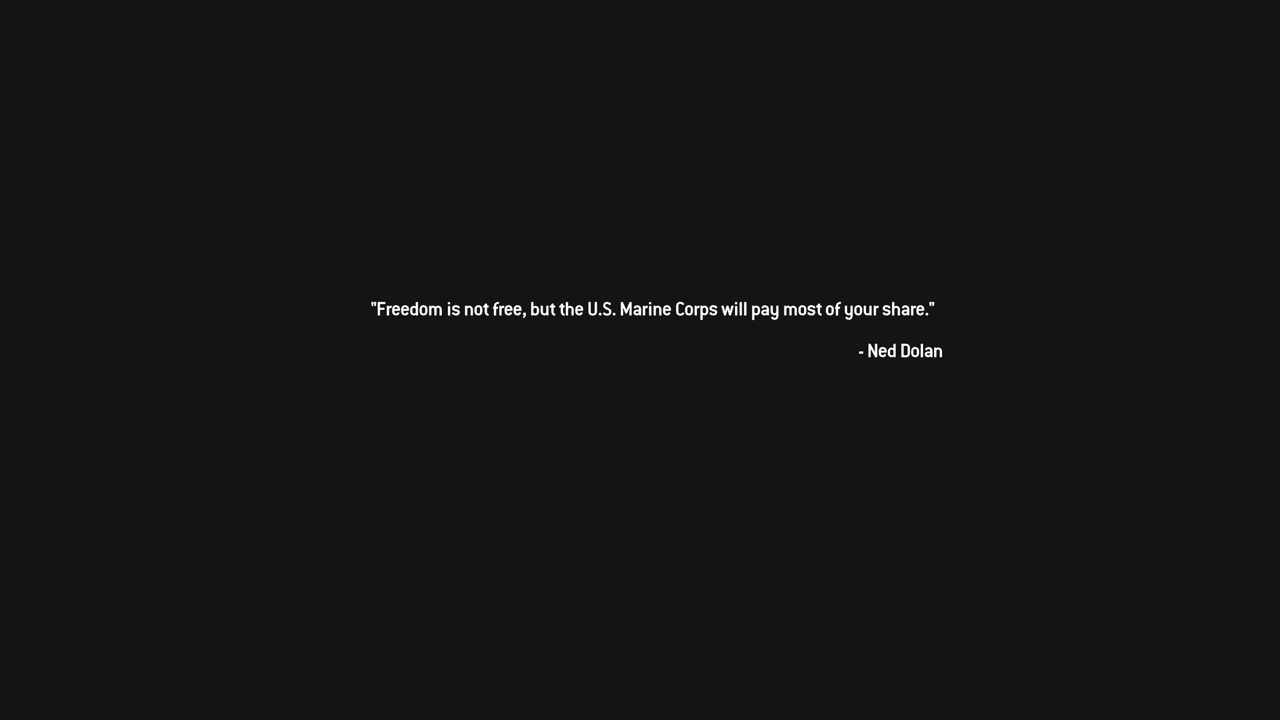 "Freedom is not free, but the U.S. Marine Corps will pay most of your share."
- Ned Dolan